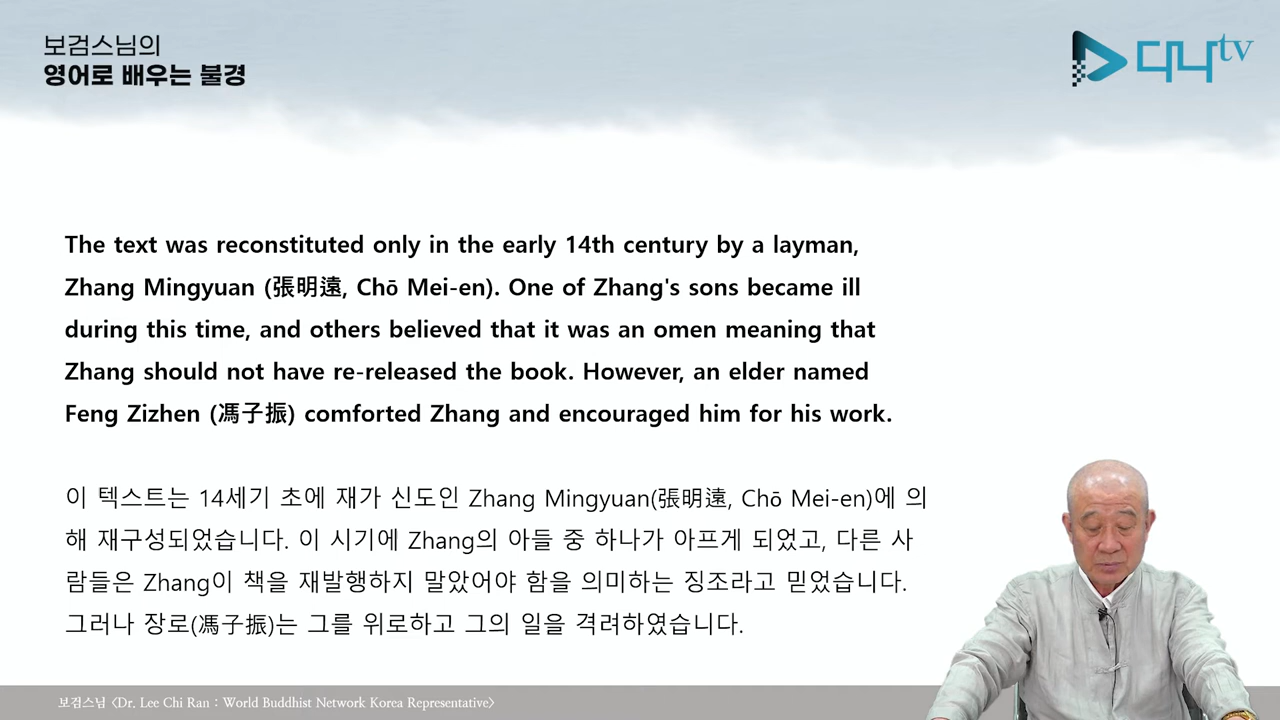 보검스님의
영어로 배우는 불경
디나tv
The text was reconstituted only in the early 14th century by a layman,
Zhang Mingyuan (張明遠, Chō Mei-en). One of Zhang's sons became ill
during this time, and others believed that it was an omen meaning that
Zhang should not have re-released the book. However, an elder named
Feng Zizhen (馮子振) comforted Zhang and encouraged him for his work.
이 텍스트는 14세기 초에 재가 신도인 Zhang Mingyuan(張明遠, Chō Mei-en)에 의
해 재구성되었습니다. 이 시기에 Zhang의 아들 중 하나가 아프게 되었고, 다른 사
람들은 Zhang이 책을 재발행하지 말았어야 함을 의미하는 징조라고 믿었습니다.
그러나 장로(馮子振)는 그를 위로하고 그의 일을 격려하였습니다.
보검스님 <Dr. Lee Chi Ran : World Buddhist Network Korea Representative>